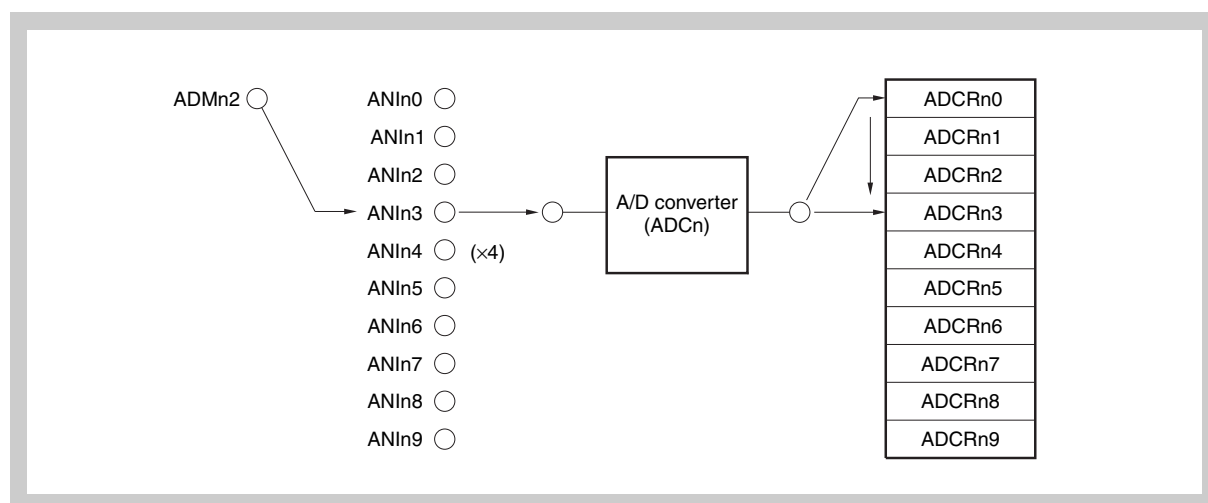 ADMn2
ANIn0
ANIn1
ANIn2
ANIn3
ANIn4 (×4)
ANIn5
ANIn6
ANIn7
ANIn8
ANIn9
A/D converter
(ADCn)
ADCRn0
ADCRn1
ADCRn2
ADCRn3
ADCRn4
ADCRn5
ADCRn6
ADCRn7
ADCRn8
ADCRn9